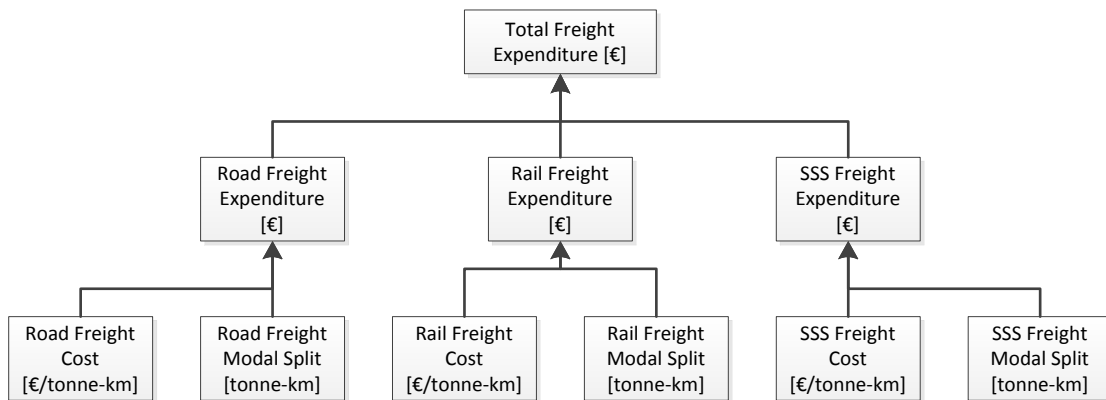 Total Freight
Expenditure [€]
Road Freight
Expenditure
[€]
Rail Freight
Expenditure
[€]
SSS Freight
Expenditure
[€]
Road Freight
Cost
[€/tonne-km]
Road Freight
Modal Split
[tonne-km]
Rail Freight
Cost
[€/tonne-km]
Rail Freight
Modal Split
[tonne-km]
SSS Freight
Cost
[€/tonne-km]
SSS Freight
Modal Split
[tonne-km]